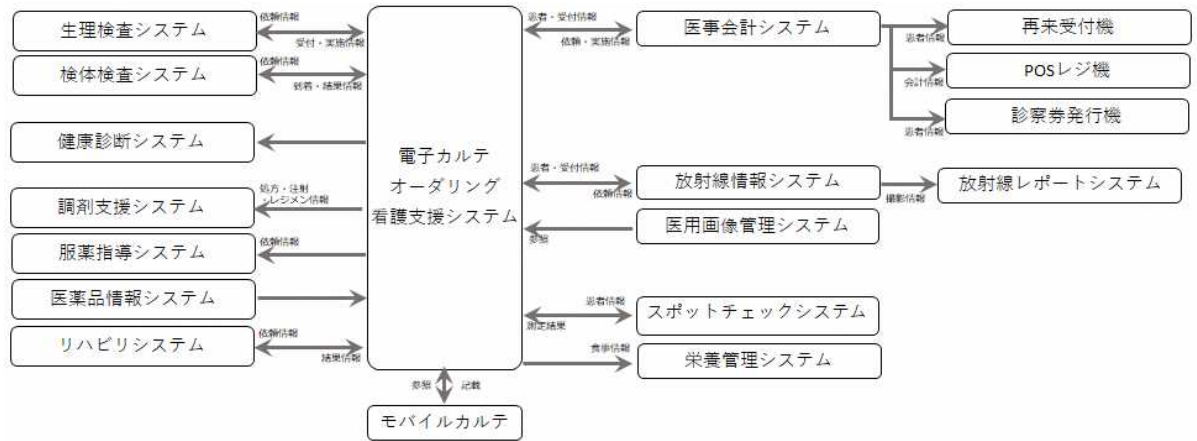 生理検査システム
依頼情報
受付・実施情報
検体検査システム
依頼情報
到着・結果情報
健康診断システム
調剤支援システム
処方・注射
・レジメン情報
服薬指導システム
依頼情報
医薬品情報システム
リハビリシステム
依頼情報
結果情報
電子カルテ
オーダリング
看護支援システム
参照
記載
モバイルカルテ
患者・受付情報
依頼・実施情報
医事会計システム
患者情報
再来受付機
会計情報
POSレジ機
患者情報
診察券発行機
患者・受付情報
依頼情報
放射線情報システム
撮影情報
放射線レポートシステム
参照
医用画像管理システム
患者情報
測定結果
スポットチェックシステム
食事情報
栄養管理システム